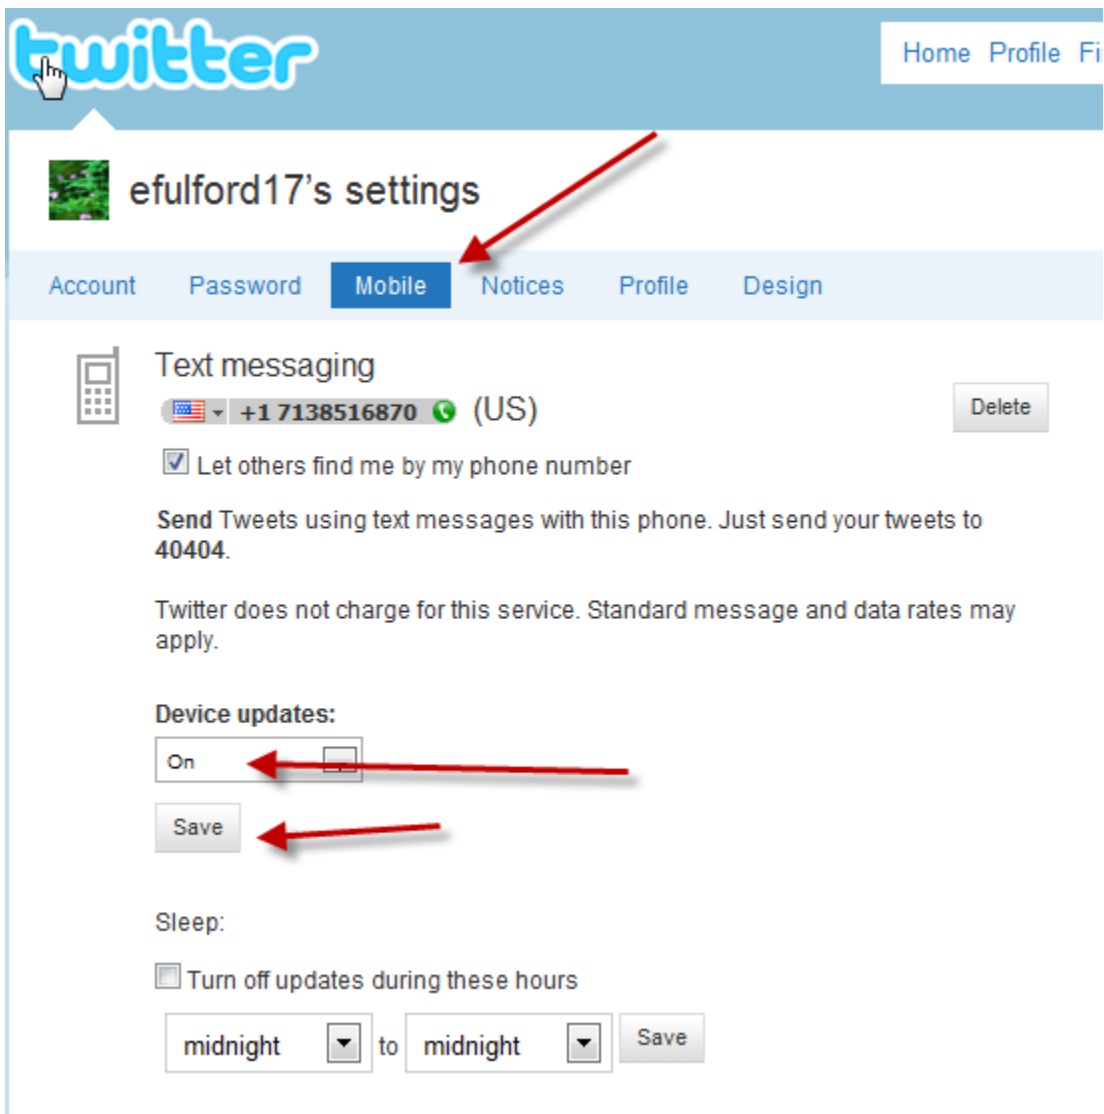 twitter
Home Profile Fi
efulford17's settings
Account Password Mobile Notices Profile Design
Text messaging
+1 7138516870 (US)
Delete
Let others find me by my phone number
Send Tweets using text messages with this phone. Just send your tweets to
40404.
Twitter does not charge for this service. Standard message and data rates may
apply.
Device updates:
On
Save
Sleep:
Turn off updates during these hours
midnight to midnight Save